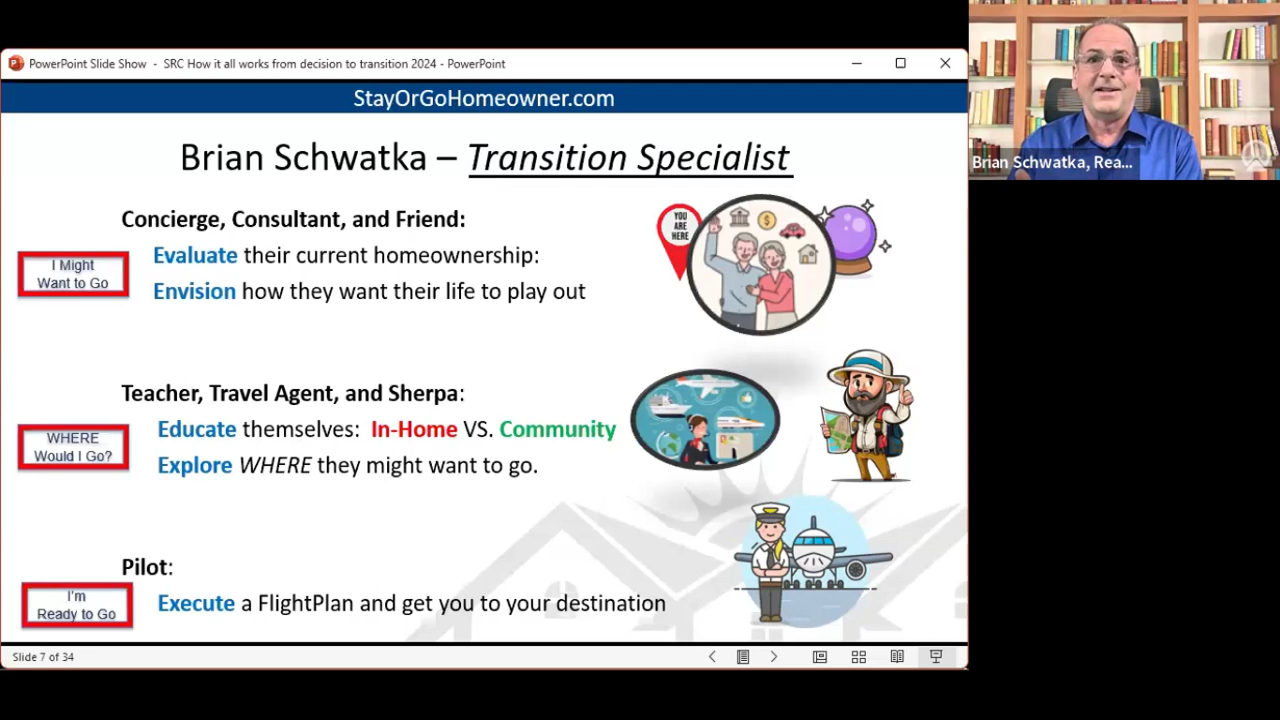 PowerPoint Slide Show - SRC How it all works from decision to transition 2024 - PowerPoint
StayOrGoHomeowner.com
Brian Schwatka – Transition Specialist
Concierge, Consultant, and Friend:
I Might
Want to Go
Evaluate their current homeownership:
Envision how they want their life to play out
YOU
ARE
HERE
Teacher, Travel Agent, and Sherpa:
WHERE
Would I Go?
Educate themselves: In-Home VS. Community
Explore WHERE they might want to go.
Pilot:
I'm
Ready to Go
Execute a FlightPlan and get you to your destination
Slide 7 of 34
Brian Schwatka, Rea...